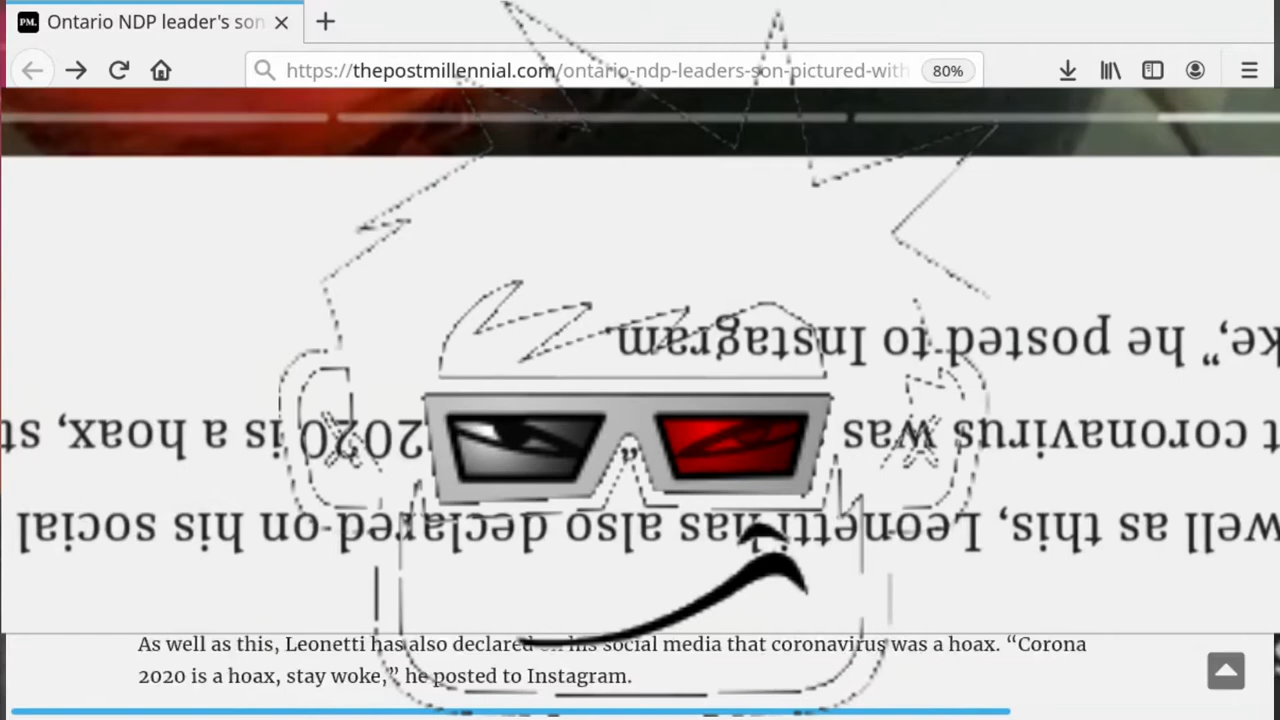 PM. Ontario NDP leader's son
https://thepostmillennial.com/ontario-ndp-leaders-son-pictured-with 80%
ke,” he posted to Instagram
t coronavirus was 2020 is a hoax, st
well as this, Leonetti has also declared on his social
As well as this, Leonetti has also declared on his social media that coronavirus was a hoax. “Corona
2020 is a hoax, stay woke,” he posted to Instagram.